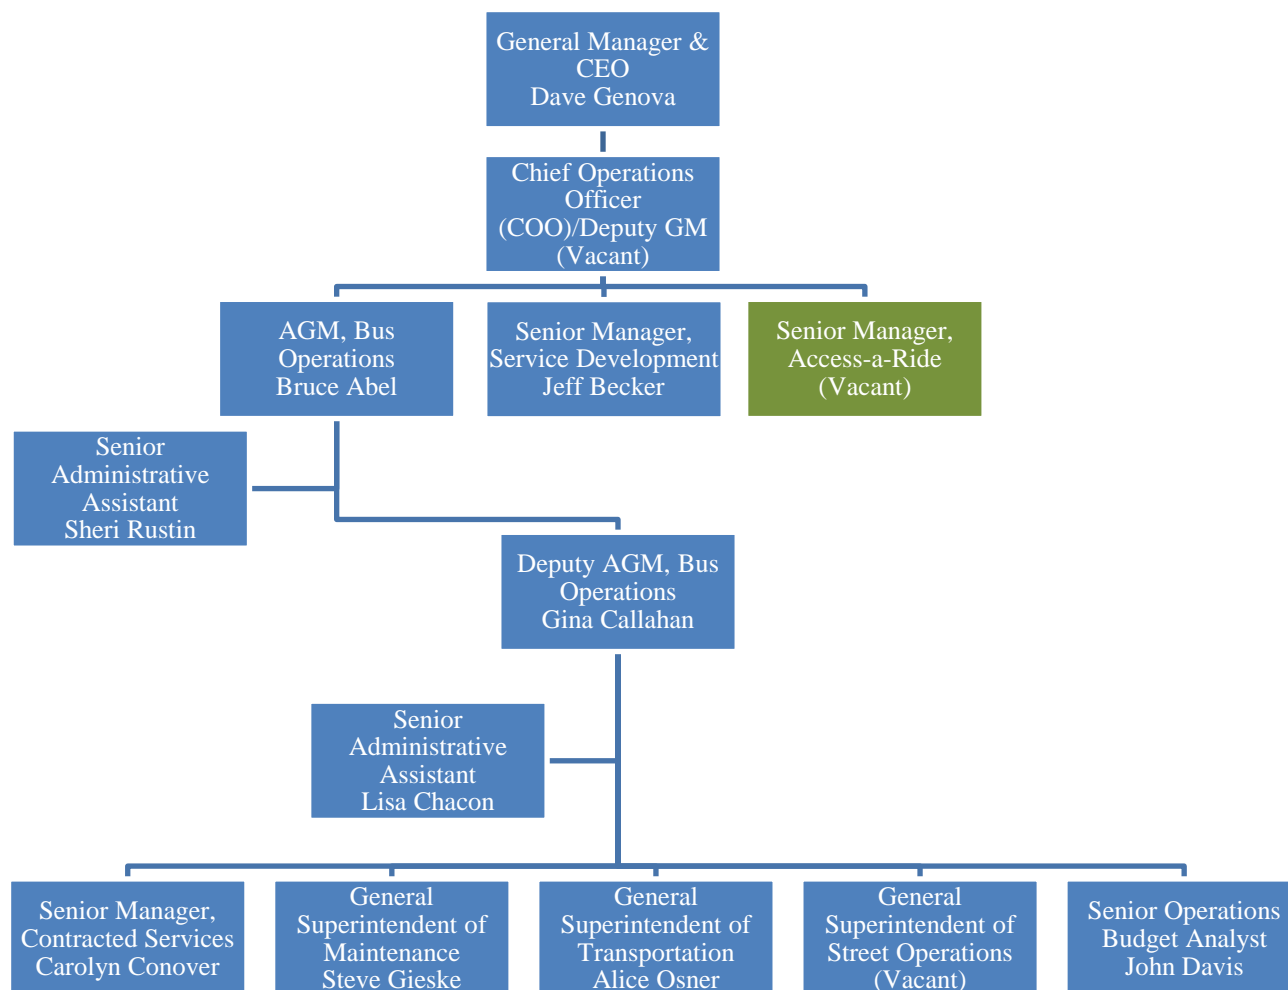 General Manager &
CEO
Dave Genova
Chief Operations
Officer
(COO)/Deputy GM
(Vacant)
AGM, Bus
Operations
Bruce Abel
Senior Manager,
Service Development
Jeff Becker
Senior Manager,
Access-a-Ride
(Vacant)
Senior
Administrative
Assistant
Sheri Rustin
Deputy AGM, Bus
Operations
Gina Callahan
Senior
Administrative
Assistant
Lisa Chacon
Senior Manager,
Contracted Services
Carolyn Conover
General
Superintendent of
Maintenance
Steve Gieske
General
Superintendent of
Transportation
Alice Osner
General
Superintendent of
Street Operations
(Vacant)
Senior Operations
Budget Analyst
John Davis